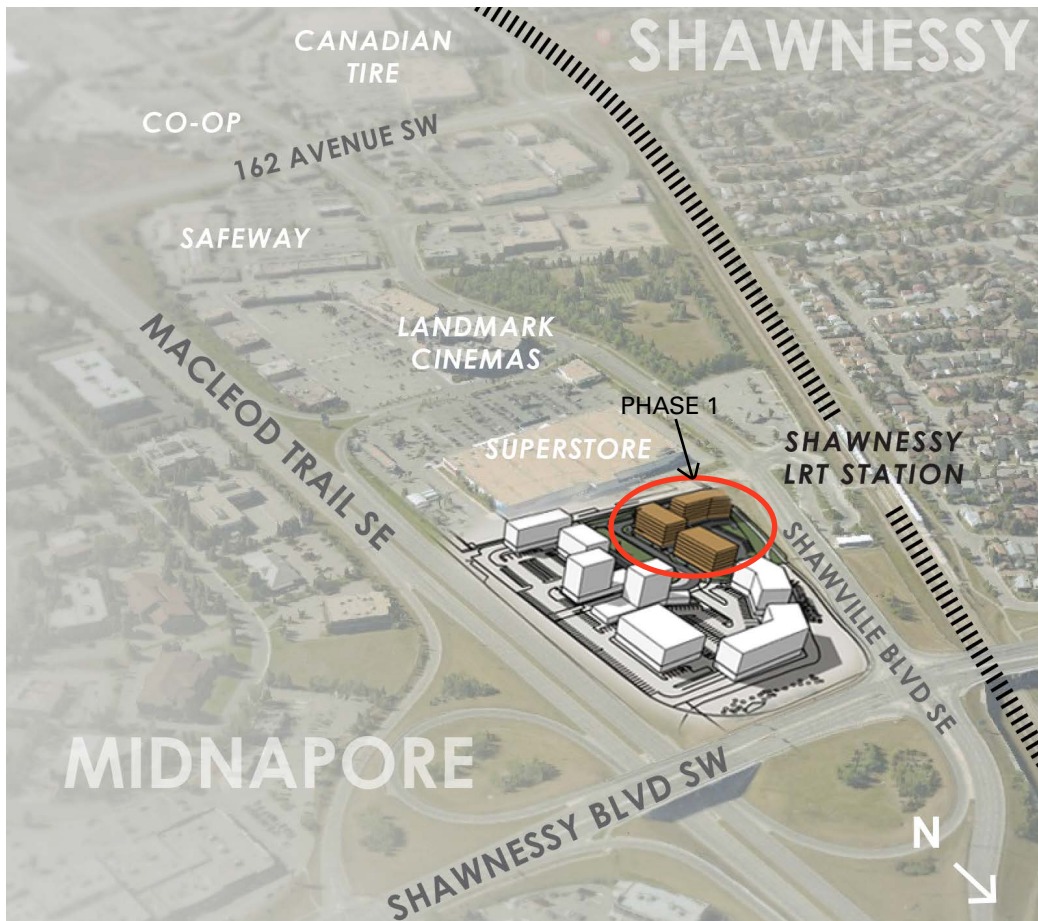 SHAWNESSY
CANADIAN
TIRE
CO-OP
162 AVENUE SW
SAFEWAY
MACLEOD TRAIL SE
LANDMARK
CINEMAS
PHASE 1
SUPERSTORE
SHAWNESSY
LRT STATION
SHAWVILLE BLVD SE
MIDNAPORE
SHAWNESSY BLVD SW
N